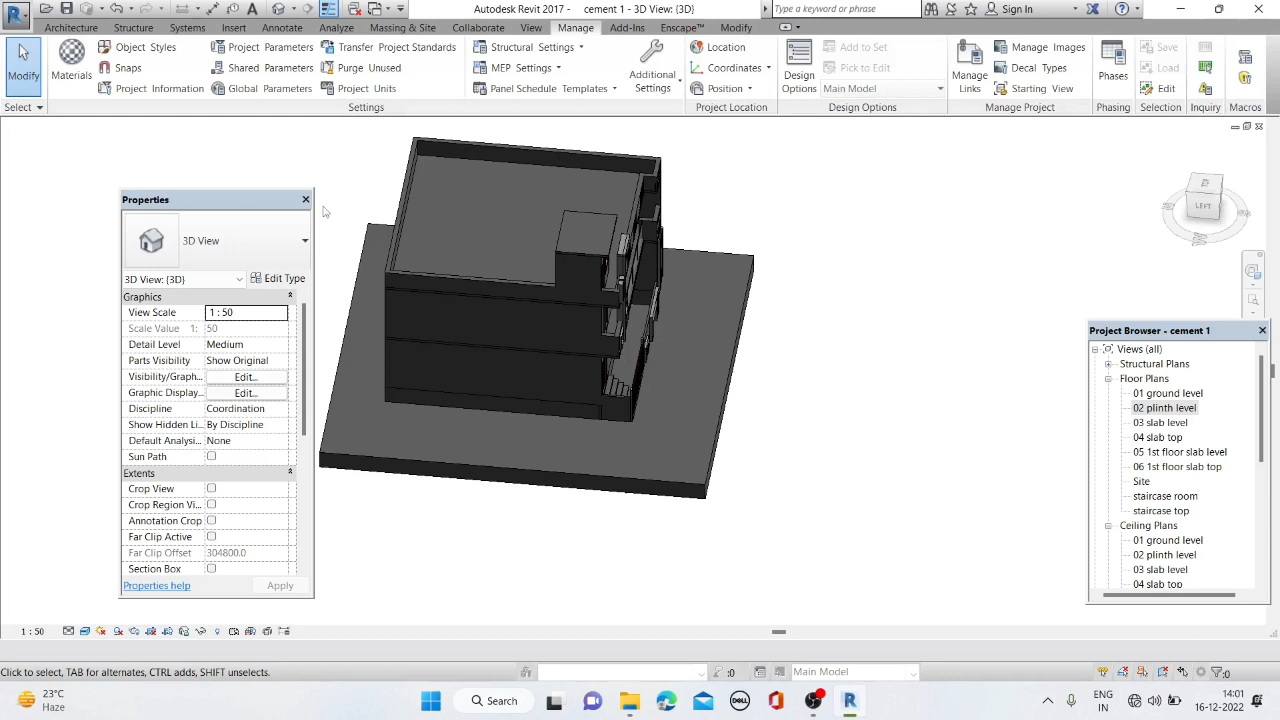 Autodesk Revit 2017 - cement 1 - 3D View: {3D}
Type a keyword or phrase
Sign In
Architecture Structure Systems Insert Annotate Analyze Massing & Site Collaborate View Manage Add-Ins Enscape™ Modify
Modify
Select
Materials
Object Styles
Snaps
Project Information
Project Parameters
Shared Parameters
Global Parameters
Transfer Project Standards
Purge Unused
Project Units
Settings
Structural Settings
MEP Settings
Panel Schedule Templates
Additional
Settings
Location
Coordinates
Position
Project Location
Design
Options
Add to Set
Pick to Edit
Main Model
Design Options
Manage
Links
Manage Images
Decal Types
Starting View
Manage Project
Phases
Phasing
Save
Load
Edit
Selection
Inquiry
Macros
Properties
3D View
3D View: {3D}
Edit Type
Graphics
View Scale 1 : 50
Scale Value 1: 50
Detail Level Medium
Parts Visibility Show Original
Visibility/Graph... Edit...
Graphic Display... Edit...
Discipline Coordination
Show Hidden Li... By Discipline
Default Analysi... None
Sun Path
Extents
Crop View
Crop Region Vi...
Annotation Crop
Far Clip Active
Far Clip Offset 304800.0
Section Box
Properties help
Apply
LEFT
Project Browser - cement 1
Views (all)
Structural Plans
Floor Plans
01 ground level
02 plinth level
03 slab level
04 slab top
05 1st floor slab level
06 1st floor slab top
Site
staircase room
staircase top
Ceiling Plans
01 ground level
02 plinth level
03 slab level
04 slab top
1 : 50
Click to select, TAB for alternates, CTRL adds, SHIFT unselects.
:0
Main Model
:0
23°C
Haze
Search
DELL
ENG
IN
14:01
16-12-2022